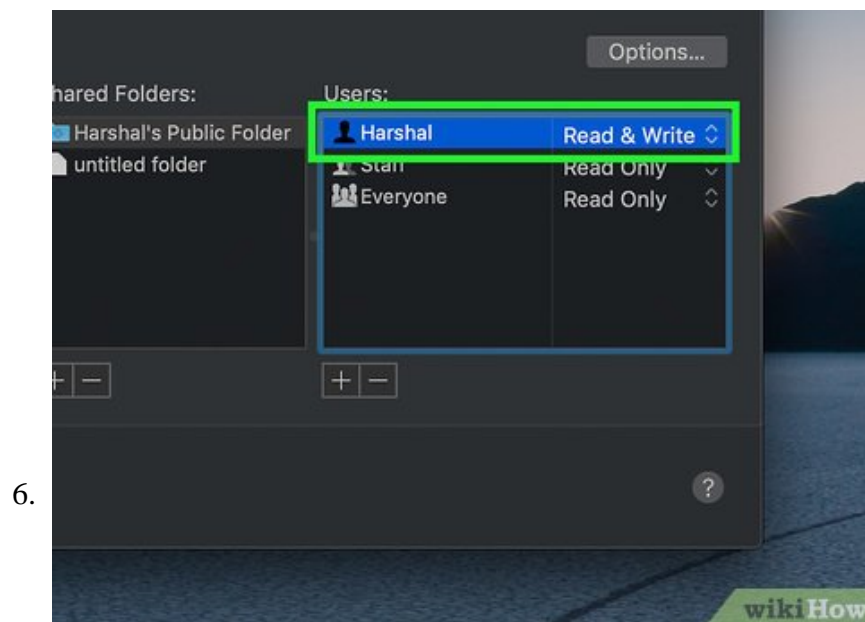 Options...
hared Folders:
Users:
Harshal's Public Folder
untitled folder
Harshal
Read & Write
Staff
Read Only
Everyone
Read Only
+ −
+ −
6.
?
wikiHow